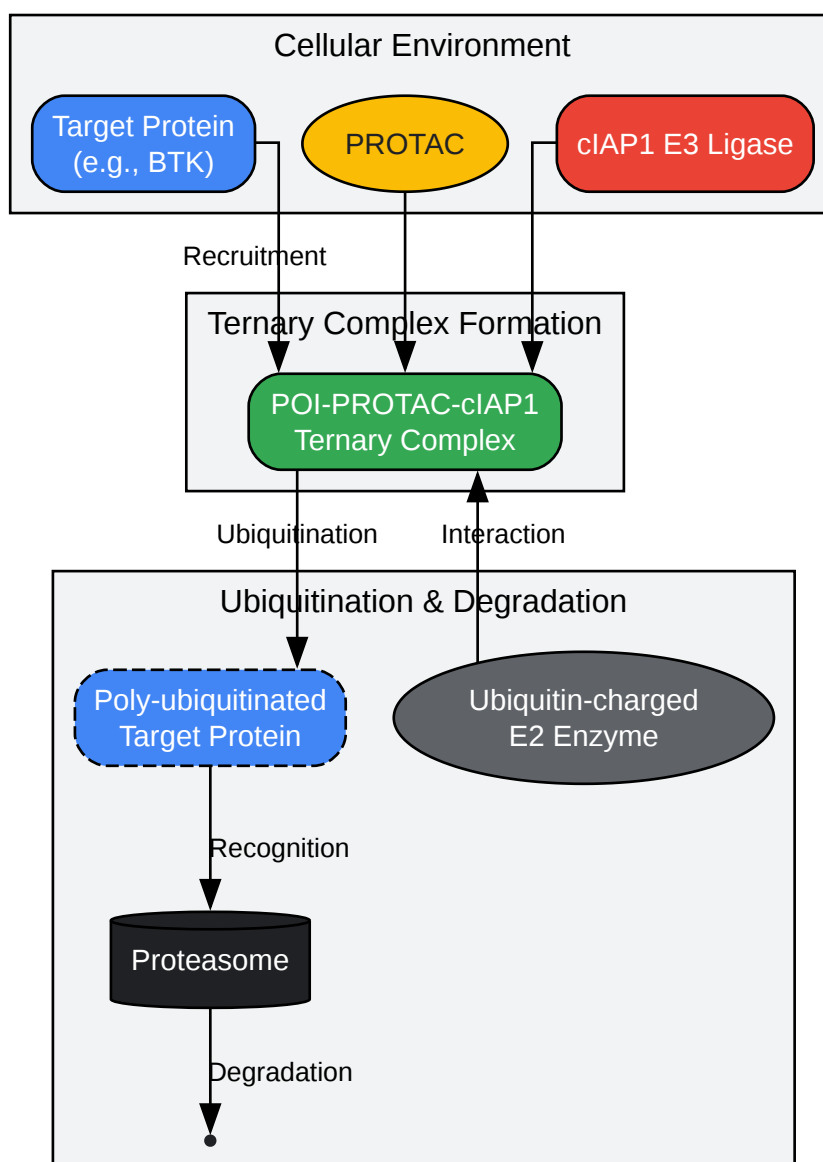 Cellular Environment
Target Protein
(e.g., BTK)
PROTAC
cIAP1 E3 Ligase
Recruitment
Ternary Complex Formation
POI-PROTAC-cIAP1
Ternary Complex
Ubiquitination
Interaction
Ubiquitination & Degradation
Poly-ubiquitinated
Target Protein
Ubiquitin-charged
E2 Enzyme
Recognition
Proteasome
Degradation